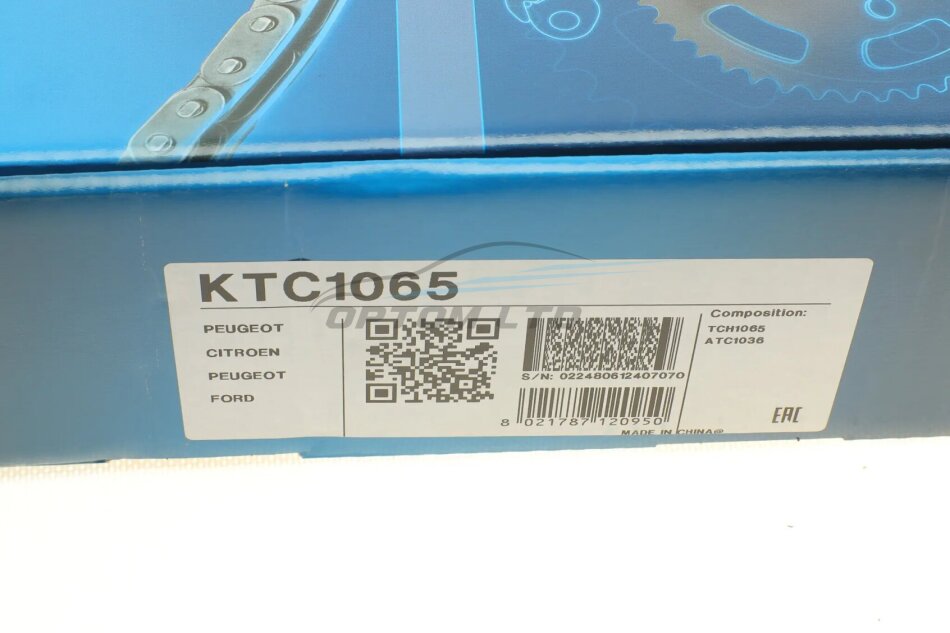 KTC1065
OPTOM LTD
PEUGEOT
CITROEN
PEUGEOT
FORD
S/N: 022480612407070
8 021787 120950
MADE IN CHINA@
Composition:
TCH1065
ATC1036
EAC